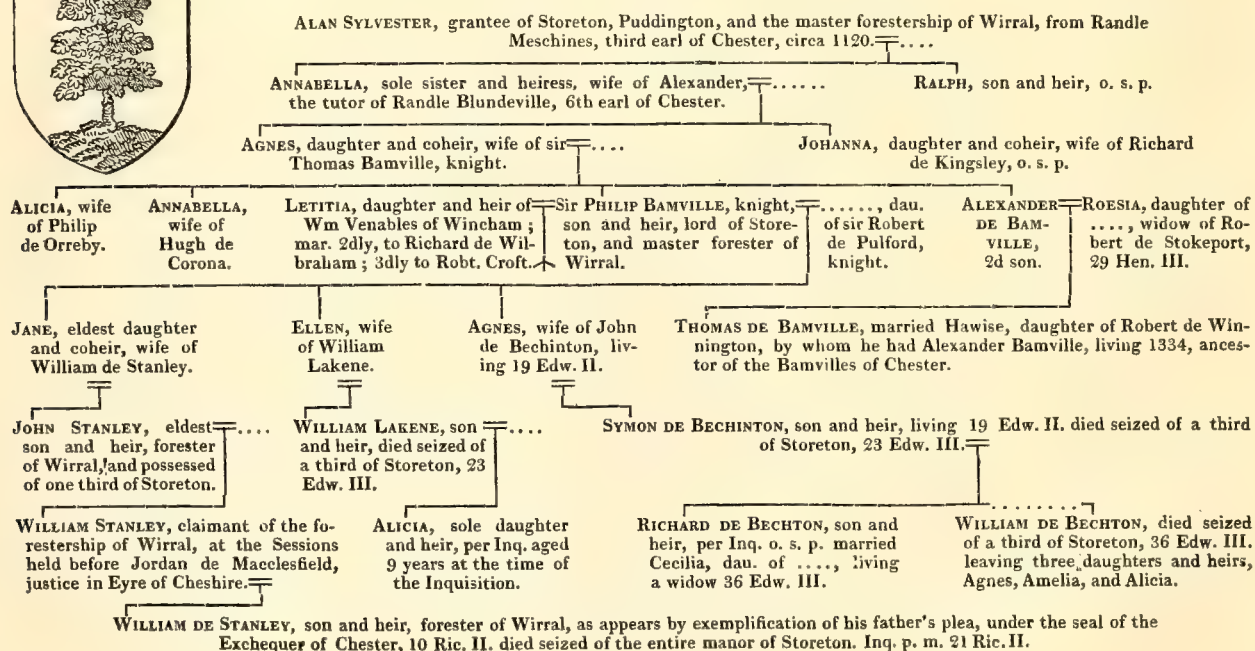 ALAN SYLVESTER, grantee of Storeton, Puddington, and the master forestership of Wirral, from Randle
Meschines, third earl of Chester, circa 1120.=....
ANNABELLA, sole sister and heiress, wife of Alexander,=......
the tutor of Randle Blundeville, 6th earl of Chester.
RALPH, son and heir, o. s. p.
AGNES, daughter and coheir, wife of sir=....
Thomas Bamville, knight.
JOHANNA, daughter and coheir, wife of Richard
de Kingsley, o. s. p.
ALICIA, wife
of Philip
de Orreby.
ANNABELLA,
wife of
Hugh de
Corona.
LETITIA, daughter and heir of=
Wm Venables of Wincham ;
mar. 2dly, to Richard de Wil-
braham ; 3dly to Robt. Croft.
Sir PHILIP BAMVILLE, knight,=
son and heir, lord of Store-
ton, and master forester of
Wirral.
......, dau.
of sir Robert
de Pulford,
knight.
ALEXANDER=
DE BAM-
VILLE,
2d son.
ROESIA, daughter of
...., widow of Ro-
bert de Stokeport,
29 Hen. III.
JANE, eldest daughter
and coheir, wife of
William de Stanley.
ELLEN, wife
of William
Lakene.
AGNES, wife of John
de Bechinton, liv-
ing 19 Edw. II.
THOMAS DE BAMVILLE, married Hawise, daughter of Robert de Win-
nington, by whom he had Alexander Bamville, living 1334, ances-
tor of the Bamvilles of Chester.
JOHN STANLEY, eldest=....
son and heir, forester
of Wirral, and possessed
of one third of Storeton.
WILLIAM LAKENE, son =....
and heir, died seized of
a third of Storeton, 23
Edw. III.
SYMON DE BECHINTON, son and heir, living 19 Edw. II. died seized of a third
of Storeton, 23 Edw. III.=
WILLIAM STANLEY, claimant of the fo-
restership of Wirral, at the Sessions
held before Jordan de Macclesfield,
justice in Eyre of Cheshire.=
ALICIA, sole daughter
and heir, per Inq. aged
9 years at the time of
the Inquisition.
RICHARD DE BECHTON, son and
heir, per Inq. o. s. p. married
Cecilia, dau. of ...., living
a widow 36 Edw. III.
WILLIAM DE BECHTON, died seized
of a third of Storeton, 36 Edw. III.
leaving three daughters and heirs,
Agnes, Amelia, and Alicia.
WILLIAM DE STANLEY, son and heir, forester of Wirral, as appears by exemplification of his father's plea, under the seal of the
Exchequer of Chester, 10 Ric. II. died seized of the entire manor of Storeton. Inq. p. m. 21 Ric. II.